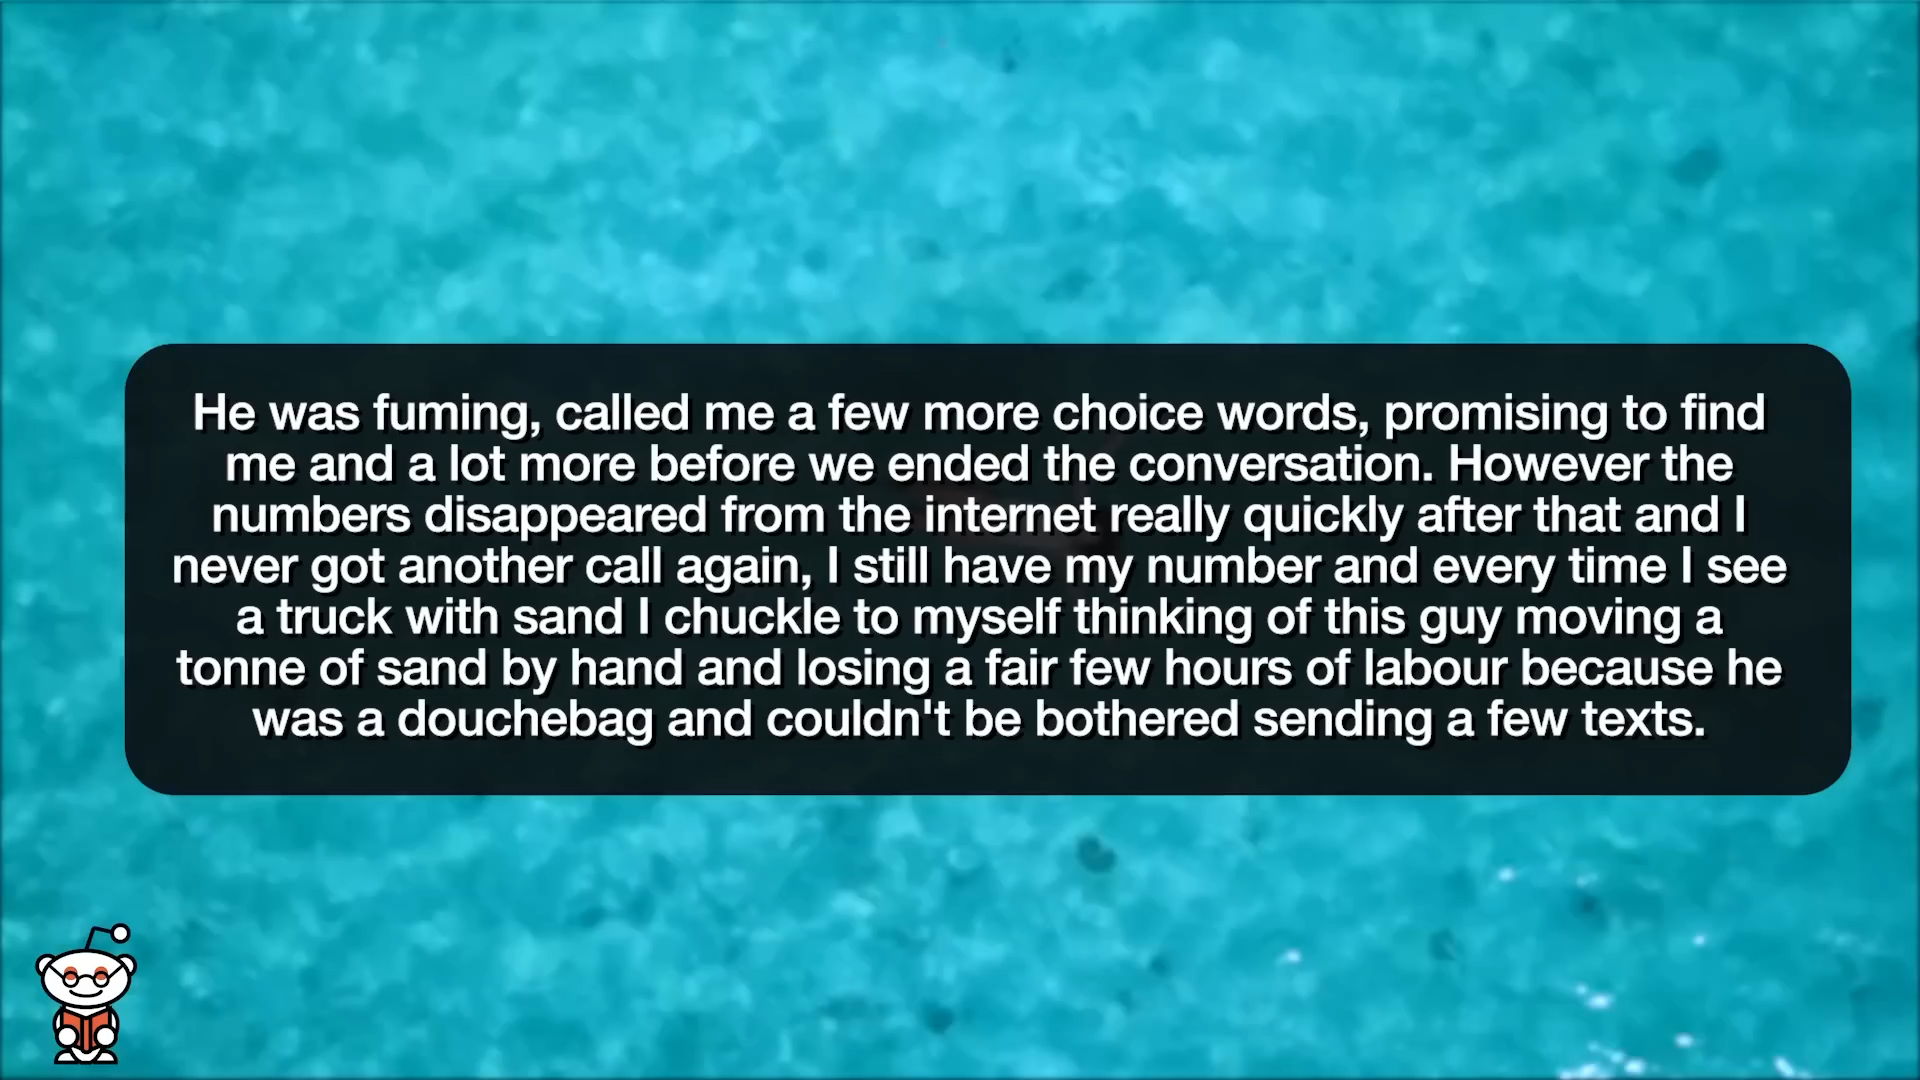 He was fuming, called me a few more choice words, promising to find
me and a lot more before we ended the conversation. However the
numbers disappeared from the internet really quickly after that and I
never got another call again, I still have my number and every time I see
a truck with sand I chuckle to myself thinking of this guy moving a
tonne of sand by hand and losing a fair few hours of labour because he
was a douchebag and couldn't be bothered sending a few texts.